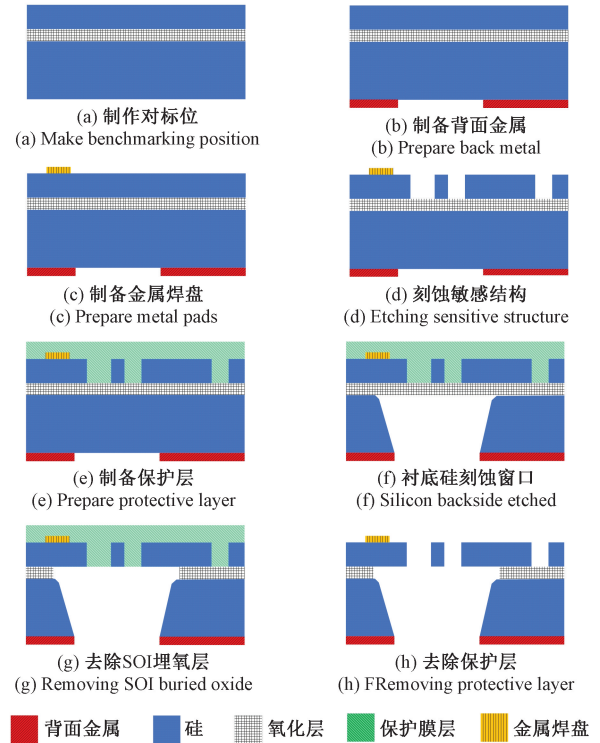 (a) 制作对标位
(a) Make benchmarking position
(b) 制备背面金属
(b) Prepare back metal
(c) 制备金属焊盘
(c) Prepare metal pads
(d) 刻蚀敏感结构
(d) Etching sensitive structure
(e) 制备保护层
(e) Prepare protective layer
(f) 衬底硅刻蚀窗口
(f) Silicon backside etched
(g) 去除SOI埋氧层
(g) Removing SOI buried oxide
(h) 去除保护层
(h) FRemoving protective layer
背面金属 硅 氧化层 保护膜层 金属焊盘